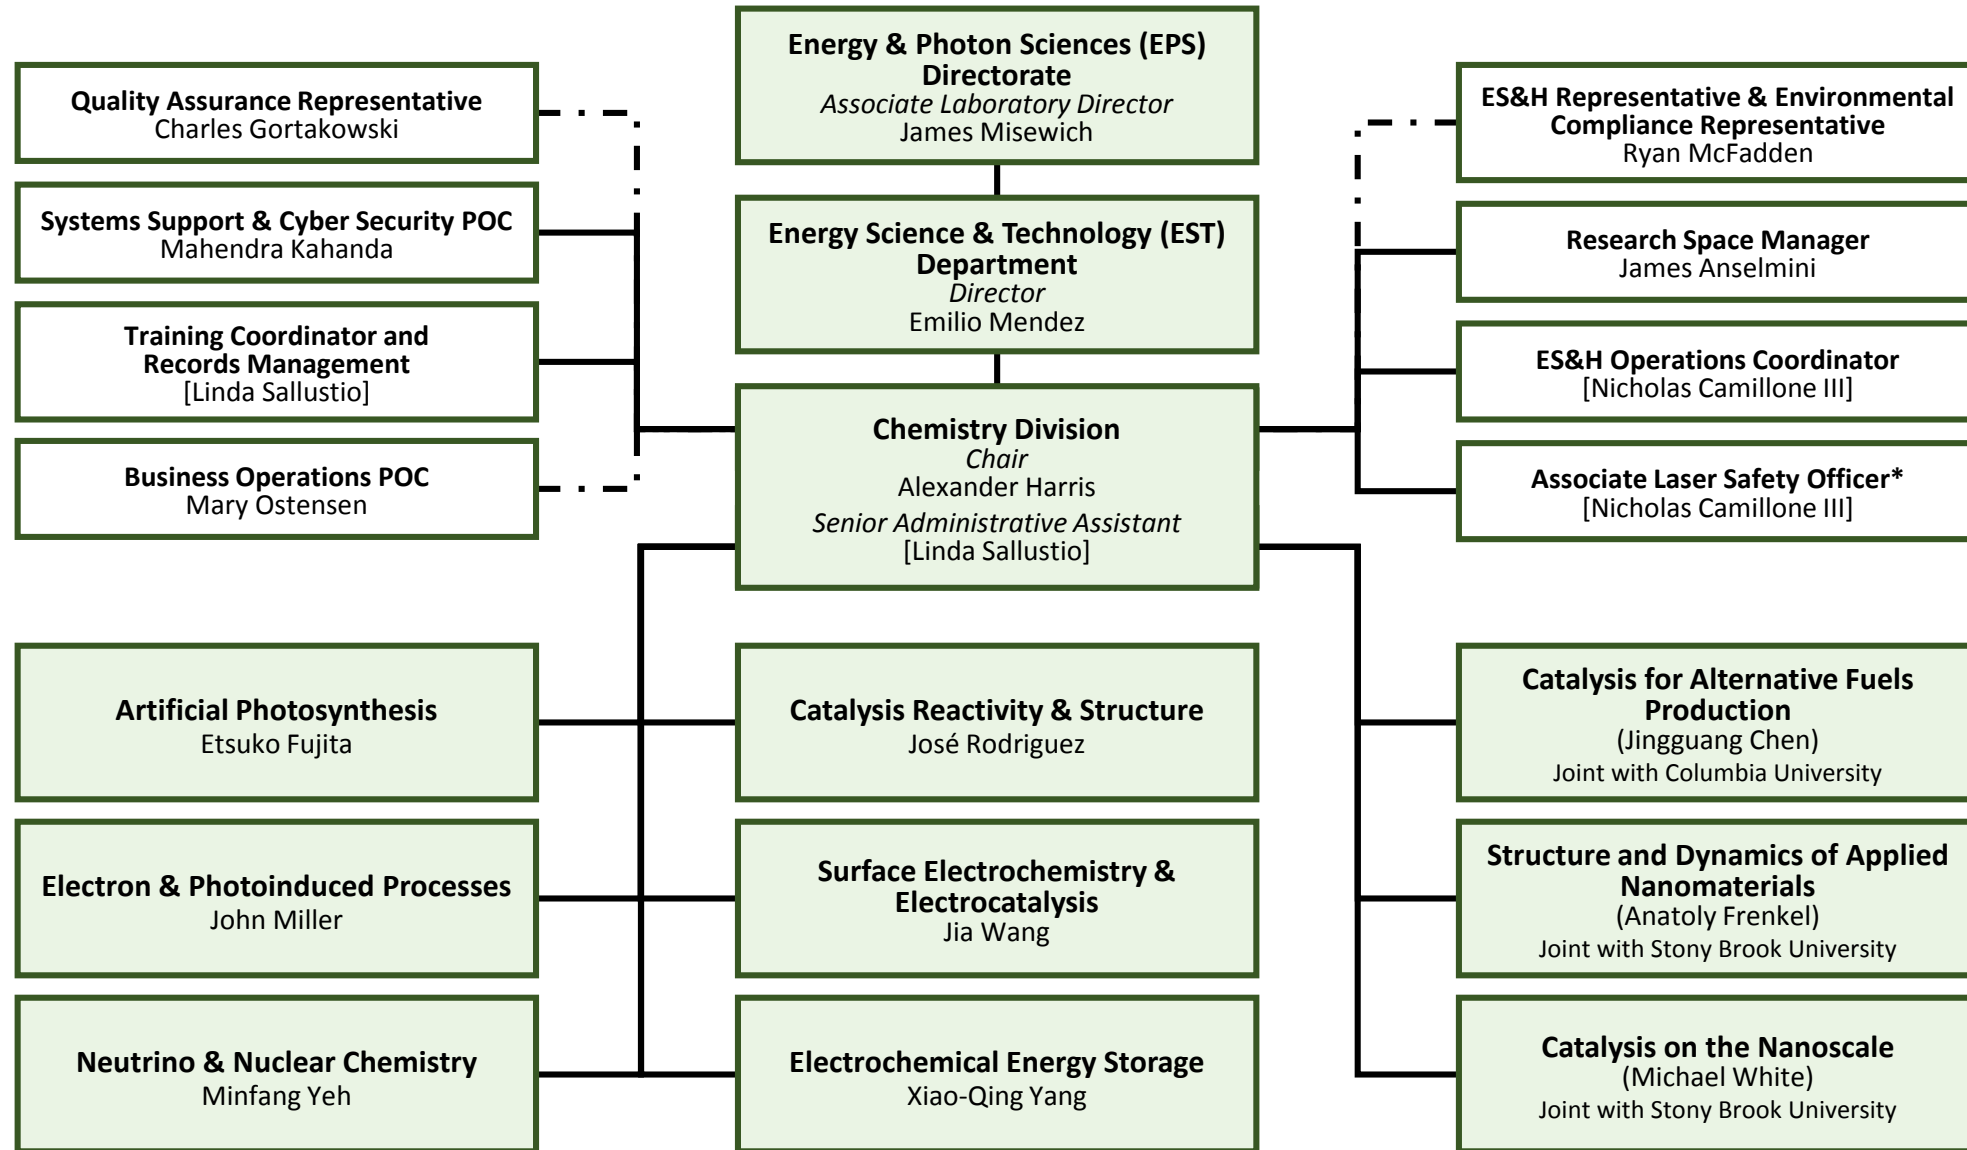 Energy & Photon Sciences (EPS)
Directorate
Associate Laboratory Director
James Misewich
Quality Assurance Representative
Charles Gortakowski
ES&H Representative & Environmental
Compliance Representative
Ryan McFadden
Systems Support & Cyber Security POC
Mahendra Kahanda
Energy Science & Technology (EST)
Department
Director
Emilio Mendez
Research Space Manager
James Anselmini
Training Coordinator and
Records Management
[Linda Sallustio]
ES&H Operations Coordinator
[Nicholas Camillone III]
Chemistry Division
Chair
Alexander Harris
Senior Administrative Assistant
[Linda Sallustio]
Business Operations POC
Mary Ostensen
Associate Laser Safety Officer*
[Nicholas Camillone III]
Artificial Photosynthesis
Etsuko Fujita
Catalysis Reactivity & Structure
José Rodriguez
Catalysis for Alternative Fuels
Production
(Jingguang Chen)
Joint with Columbia University
Electron & Photoinduced Processes
John Miller
Surface Electrochemistry &
Electrocatalysis
Jia Wang
Structure and Dynamics of Applied
Nanomaterials
(Anatoly Frenkel)
Joint with Stony Brook University
Neutrino & Nuclear Chemistry
Minfang Yeh
Electrochemical Energy Storage
Xiao-Qing Yang
Catalysis on the Nanoscale
(Michael White)
Joint with Stony Brook University